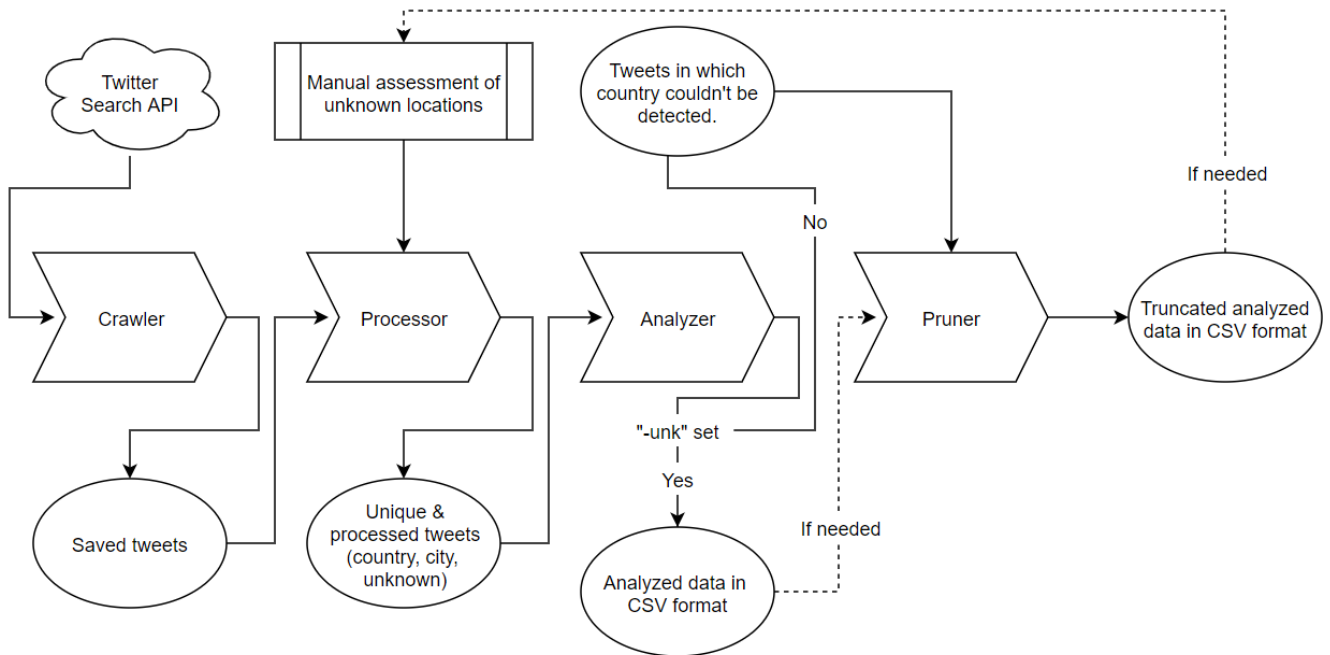 Twitter
Search API
Manual assessment of
unknown locations
Tweets in which
country couldn't be
detected.
If needed
No
Crawler
Processor
Analyzer
Pruner
Truncated analyzed
data in CSV format
"-unk" set
Yes
Saved tweets
Unique &
processed tweets
(country, city,
unknown)
If needed
Analyzed data in
CSV format